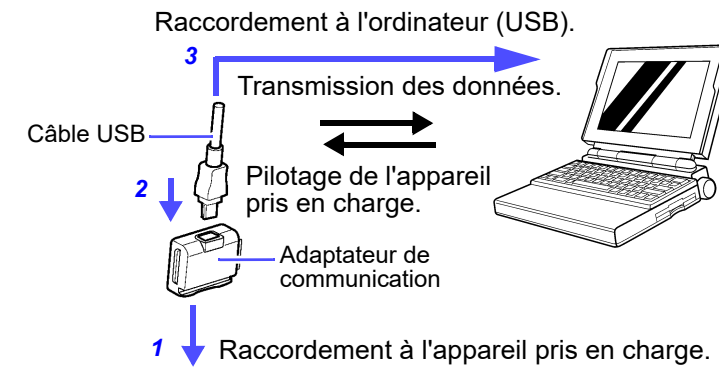 Raccordement à l'ordinateur (USB).
3
Transmission des données.
Câble USB
2
Pilotage de l'appareil
pris en charge.
Adaptateur de
communication
1
Raccordement à l'appareil pris en charge.